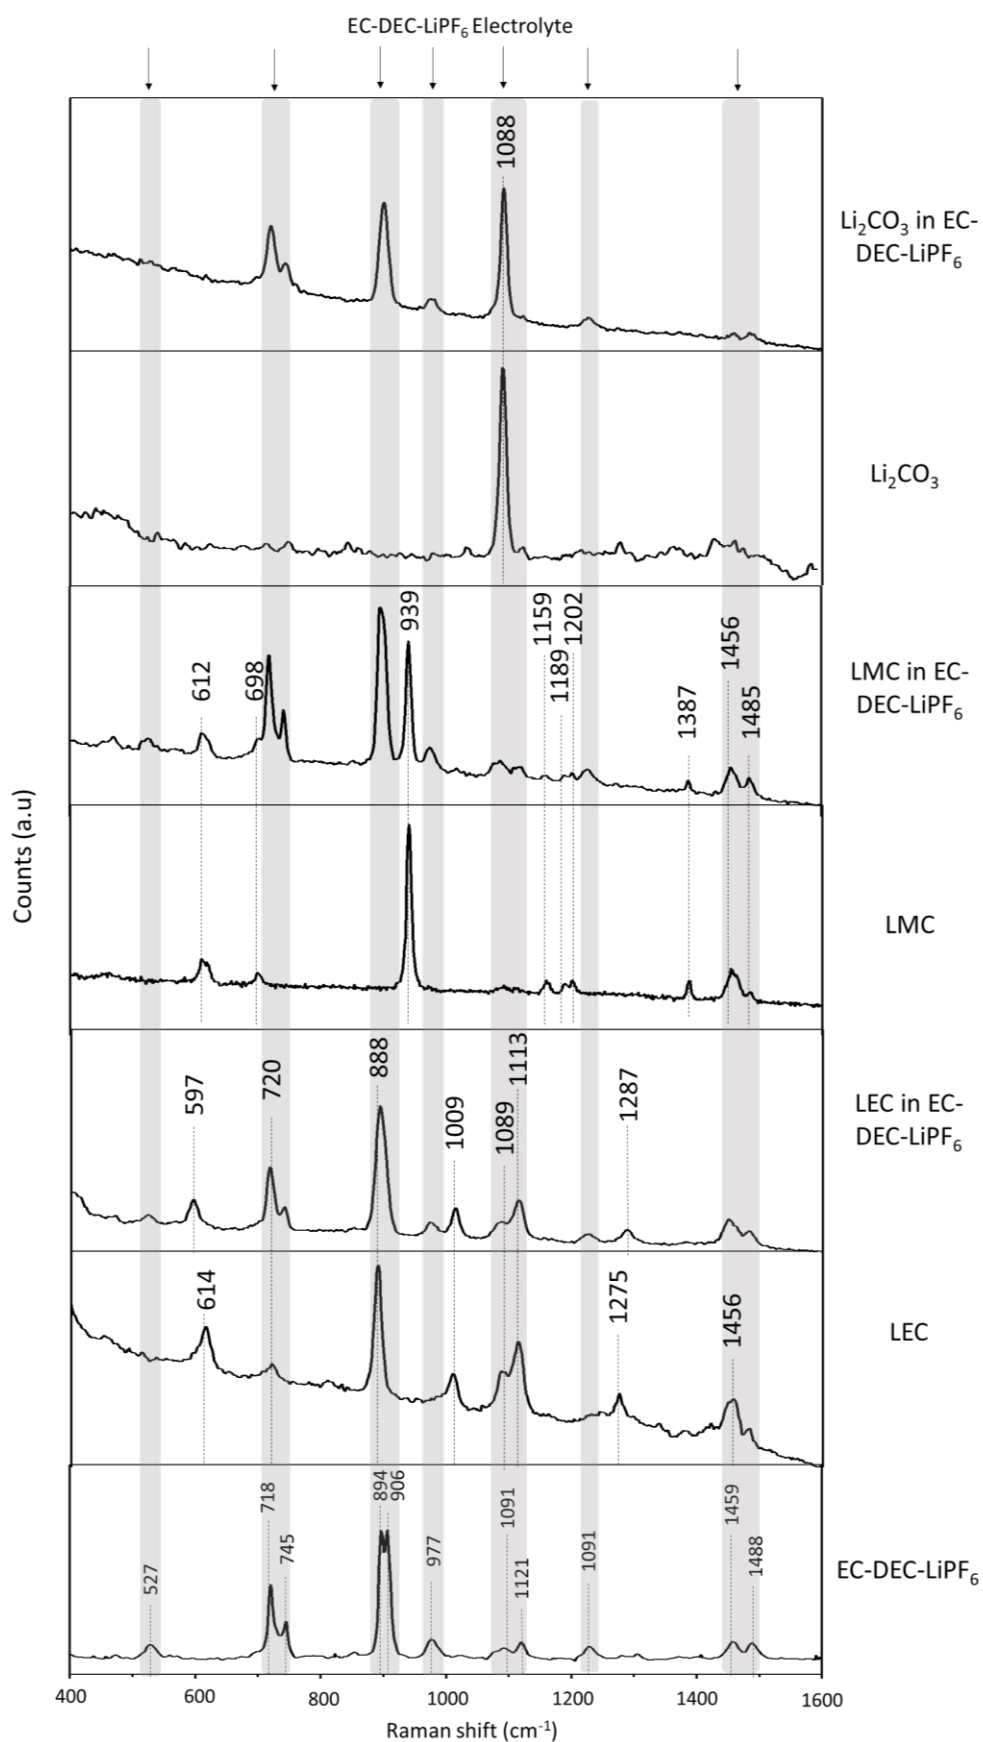 EC-DEC-LiPF₆ Electrolyte
1088
Li₂CO₃ in EC-
DEC-LiPF₆
Li₂CO₃
612
698
939
1159
1189
1202
1387
1456
1485
LMC in EC-
DEC-LiPF₆
Counts (a.u)
LMC
597
720
888
1009
1089
1113
1287
LEC in EC-
DEC-LiPF₆
614
1275
1456
LEC
527
718
745
894
906
977
1091
1121
1091
1459
1488
EC-DEC-LiPF₆
400 600 800 1000 1200 1400 1600
Raman shift (cm⁻¹)